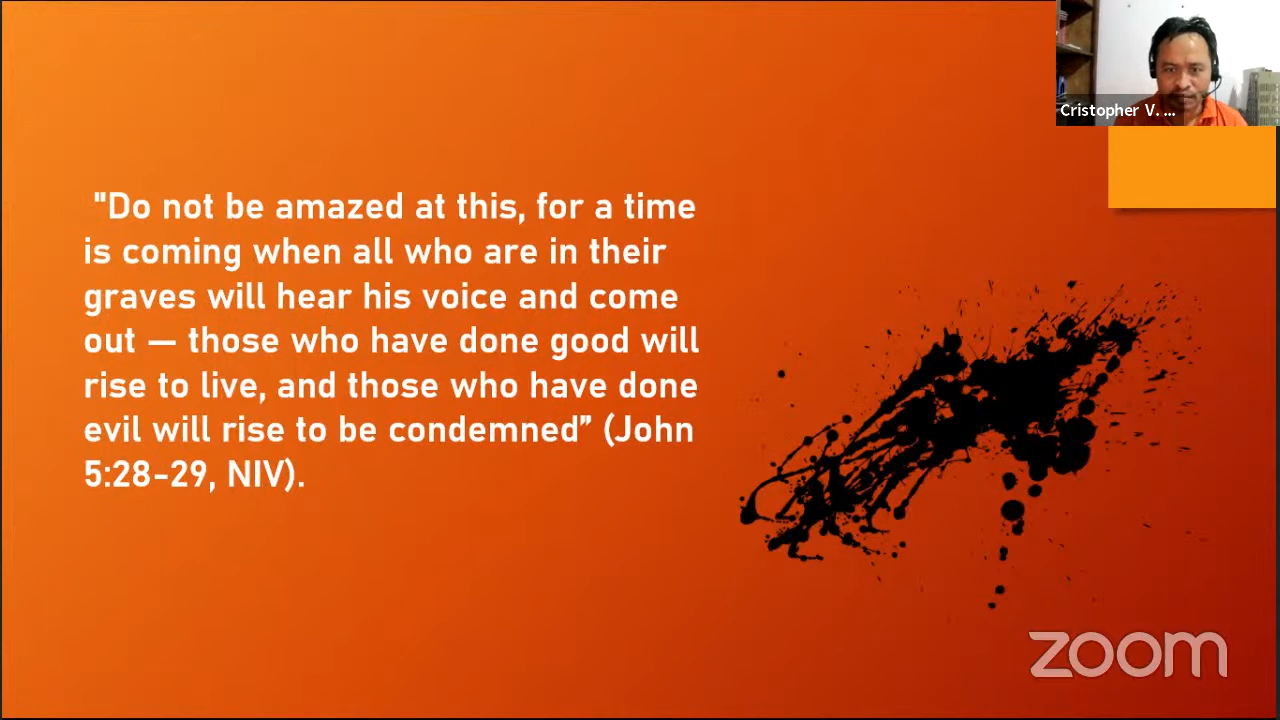 "Do not be amazed at this, for a time
is coming when all who are in their
graves will hear his voice and come
out — those who have done good will
rise to live, and those who have done
evil will rise to be condemned” (John
5:28-29, NIV).
Cristopher V. ...
zoom